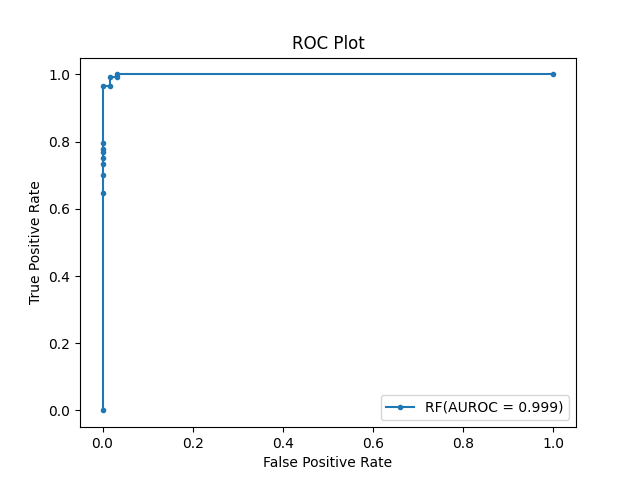 ROC Plot
1.0
0.8
0.6
0.4
0.2
0.0
True Positive Rate
RF(AUROC = 0.999)
0.0 0.2 0.4 0.6 0.8 1.0
False Positive Rate